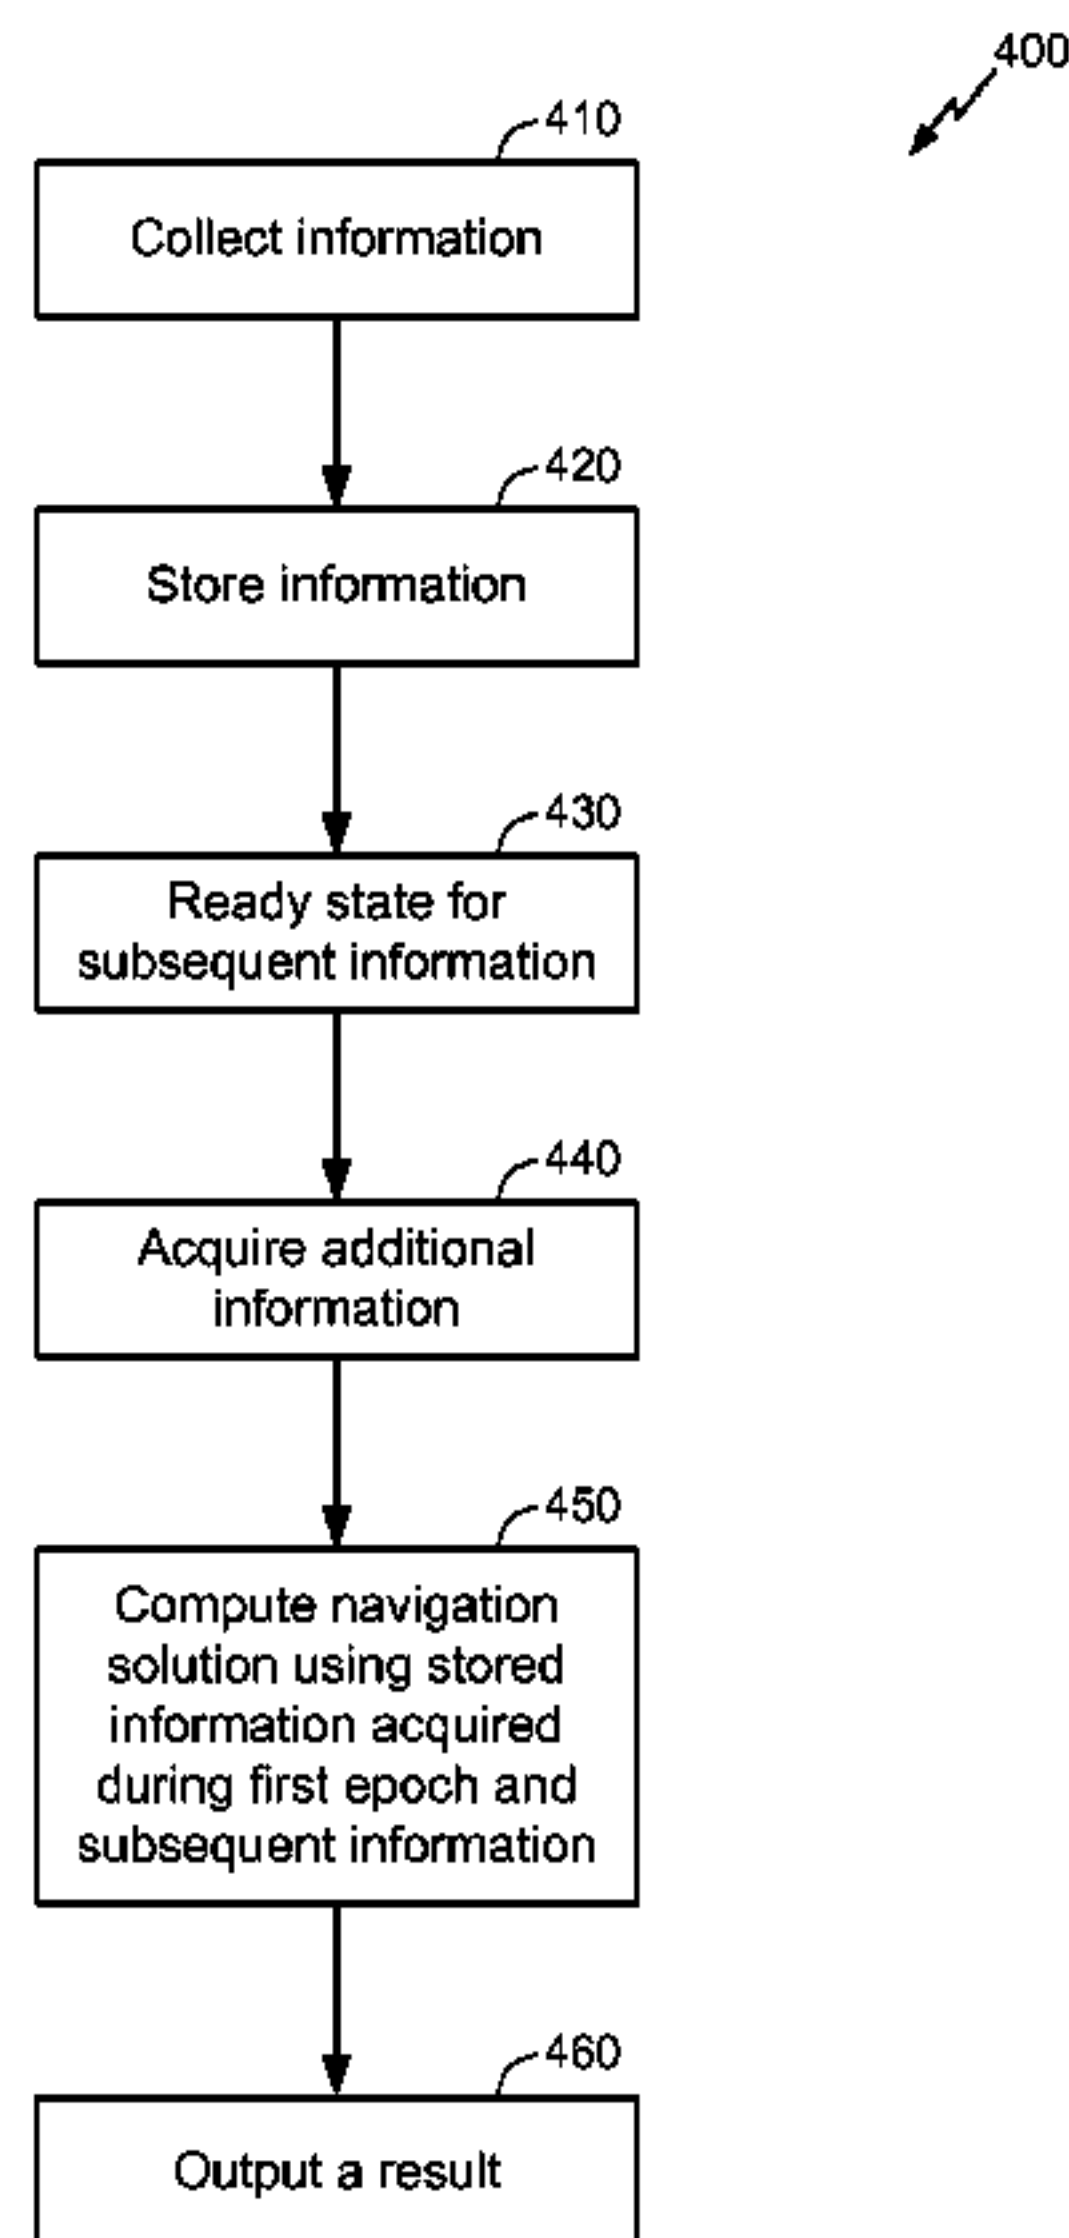 400
410
Collect information
420
Store information
430
Ready state for
subsequent information
440
Acquire additional
information
450
Compute navigation
solution using stored
information acquired
during first epoch and
subsequent information
460
Output a result